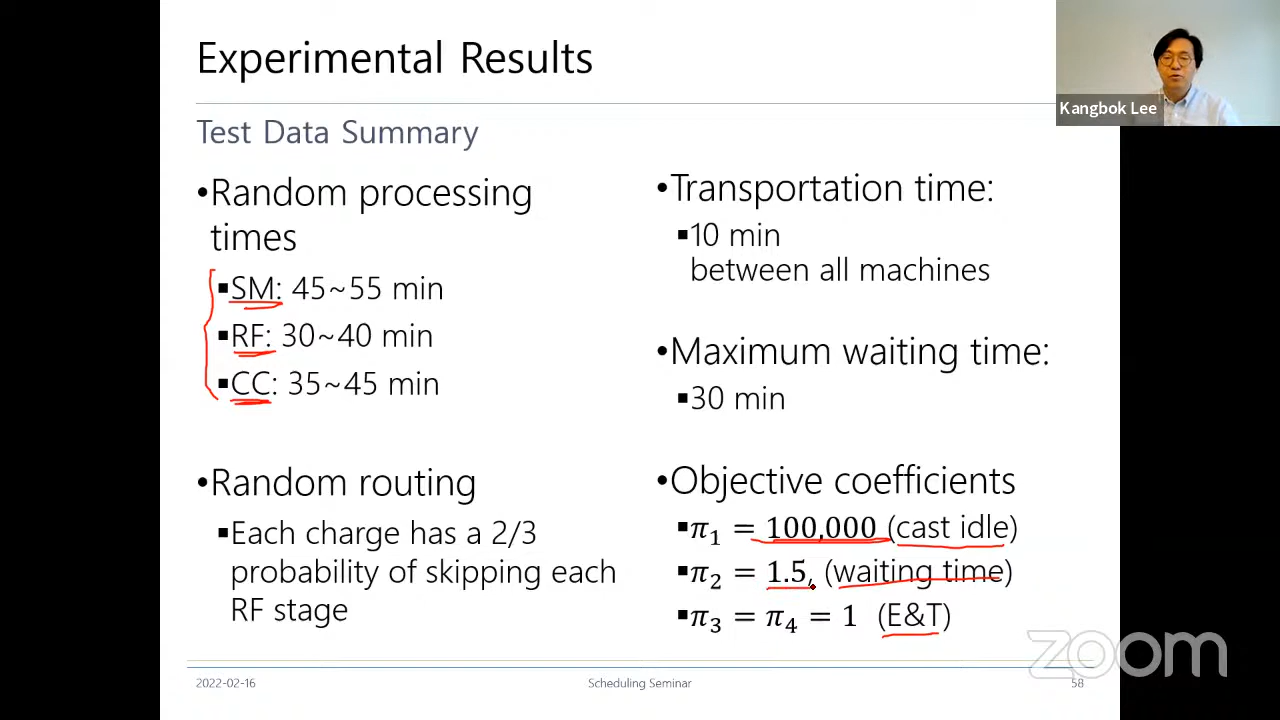 Experimental Results
Kangbok Lee
Test Data Summary
•Random processing
times
▪SM: 45~55 min
▪RF: 30~40 min
▪CC: 35~45 min
•Random routing
▪Each charge has a 2/3
probability of skipping each
RF stage
•Transportation time:
▪10 min
between all machines
•Maximum waiting time:
▪30 min
•Objective coefficients
▪π₁ = 100,000 (cast idle)
▪π₂ = 1.5, (waiting time)
▪π₃ = π₄ = 1 (E&T)
zoom
2022-02-16
Scheduling Seminar
58